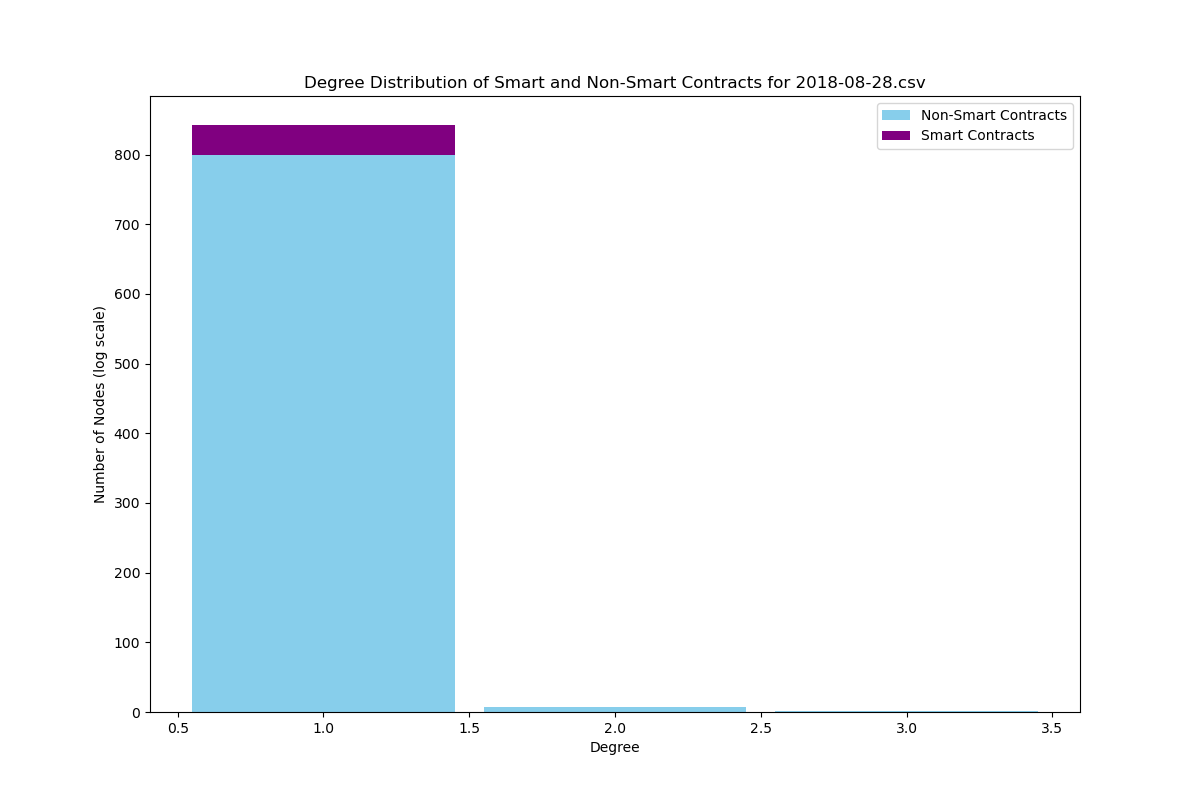 Degree Distribution of Smart and Non-Smart Contracts for 2018-08-28.csv
Non-Smart Contracts
Smart Contracts
Number of Nodes (log scale)
800
700
600
500
400
300
200
100
0
0.5 1.0 1.5 2.0 2.5 3.0 3.5
Degree